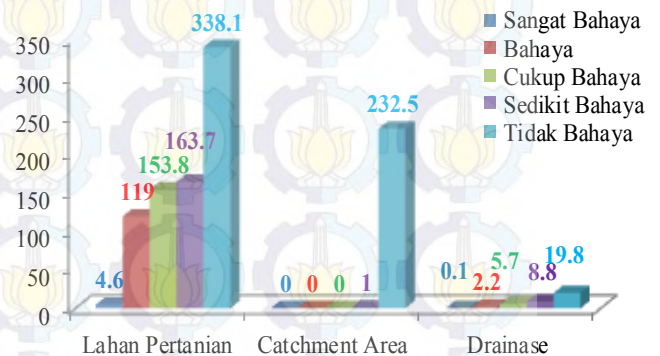 Sangat Bahaya
Bahaya
Cukup Bahaya
Sedikit Bahaya
Tidak Bahaya
350
300
250
200
150
100
50
0
4.6
119
153.8
163.7
338.1
0
0
0
1
232.5
0.1
2.2
5.7
8.8
19.8
Lahan Pertanian
Catchment Area
Drainase